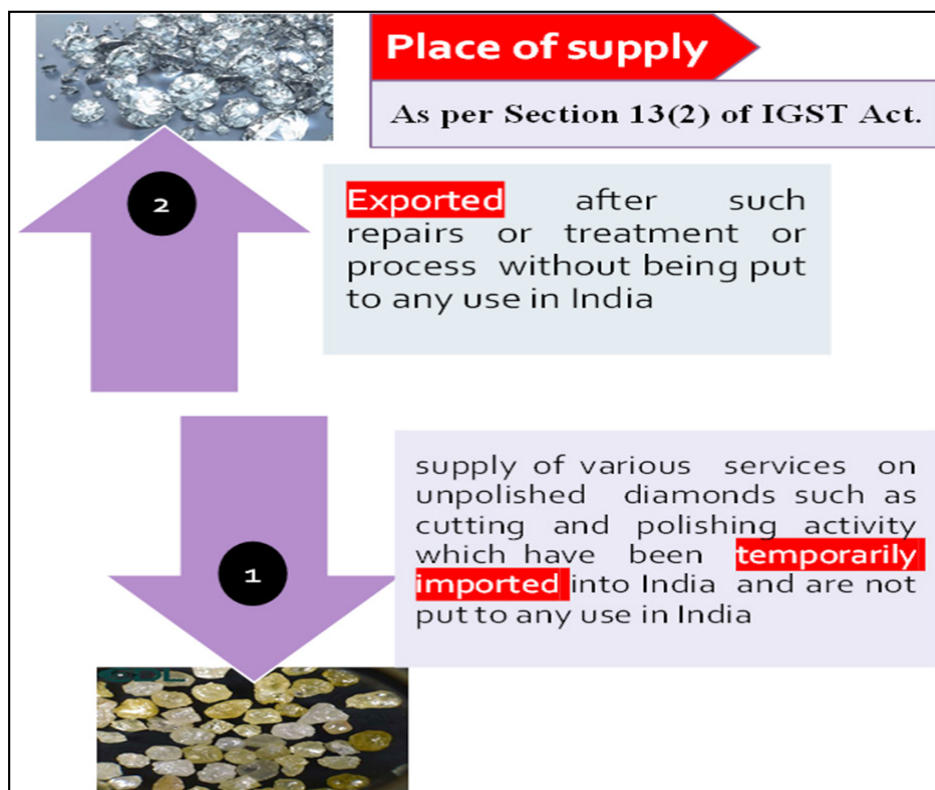 Place of supply
As per Section 13(2) of IGST Act.
2
Exported after such
repairs or treatment or
process without being put
to any use in India
supply of various services on
unpolished diamonds such as
cutting and polishing activity
which have been temporarily
imported into India and are not
put to any use in India
1